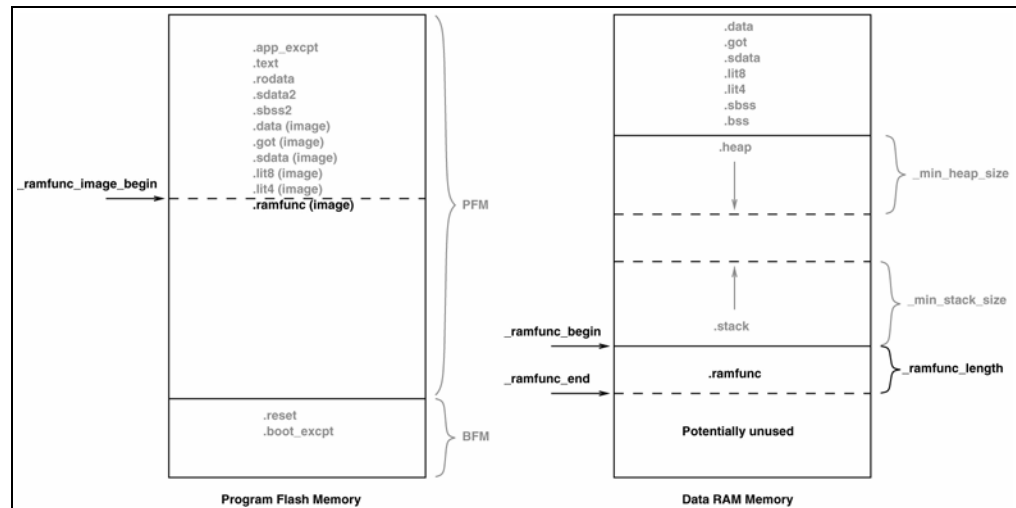 .app_excpt
.text
.rodata
.sdata2
.sbss2
.data (image)
.got (image)
.sdata (image)
.lit8 (image)
.lit4 (image)
_ramfunc_image_begin
.ramfunc (image)
PFM
.reset
.boot_excpt
BFM
Program Flash Memory
.data
.got
.sdata
.lit8
.lit4
.sbss
.bss
.heap
_min_heap_size
_min_stack_size
.stack
_ramfunc_begin
.ramfunc
_ramfunc_length
_ramfunc_end
Potentially unused
Data RAM Memory